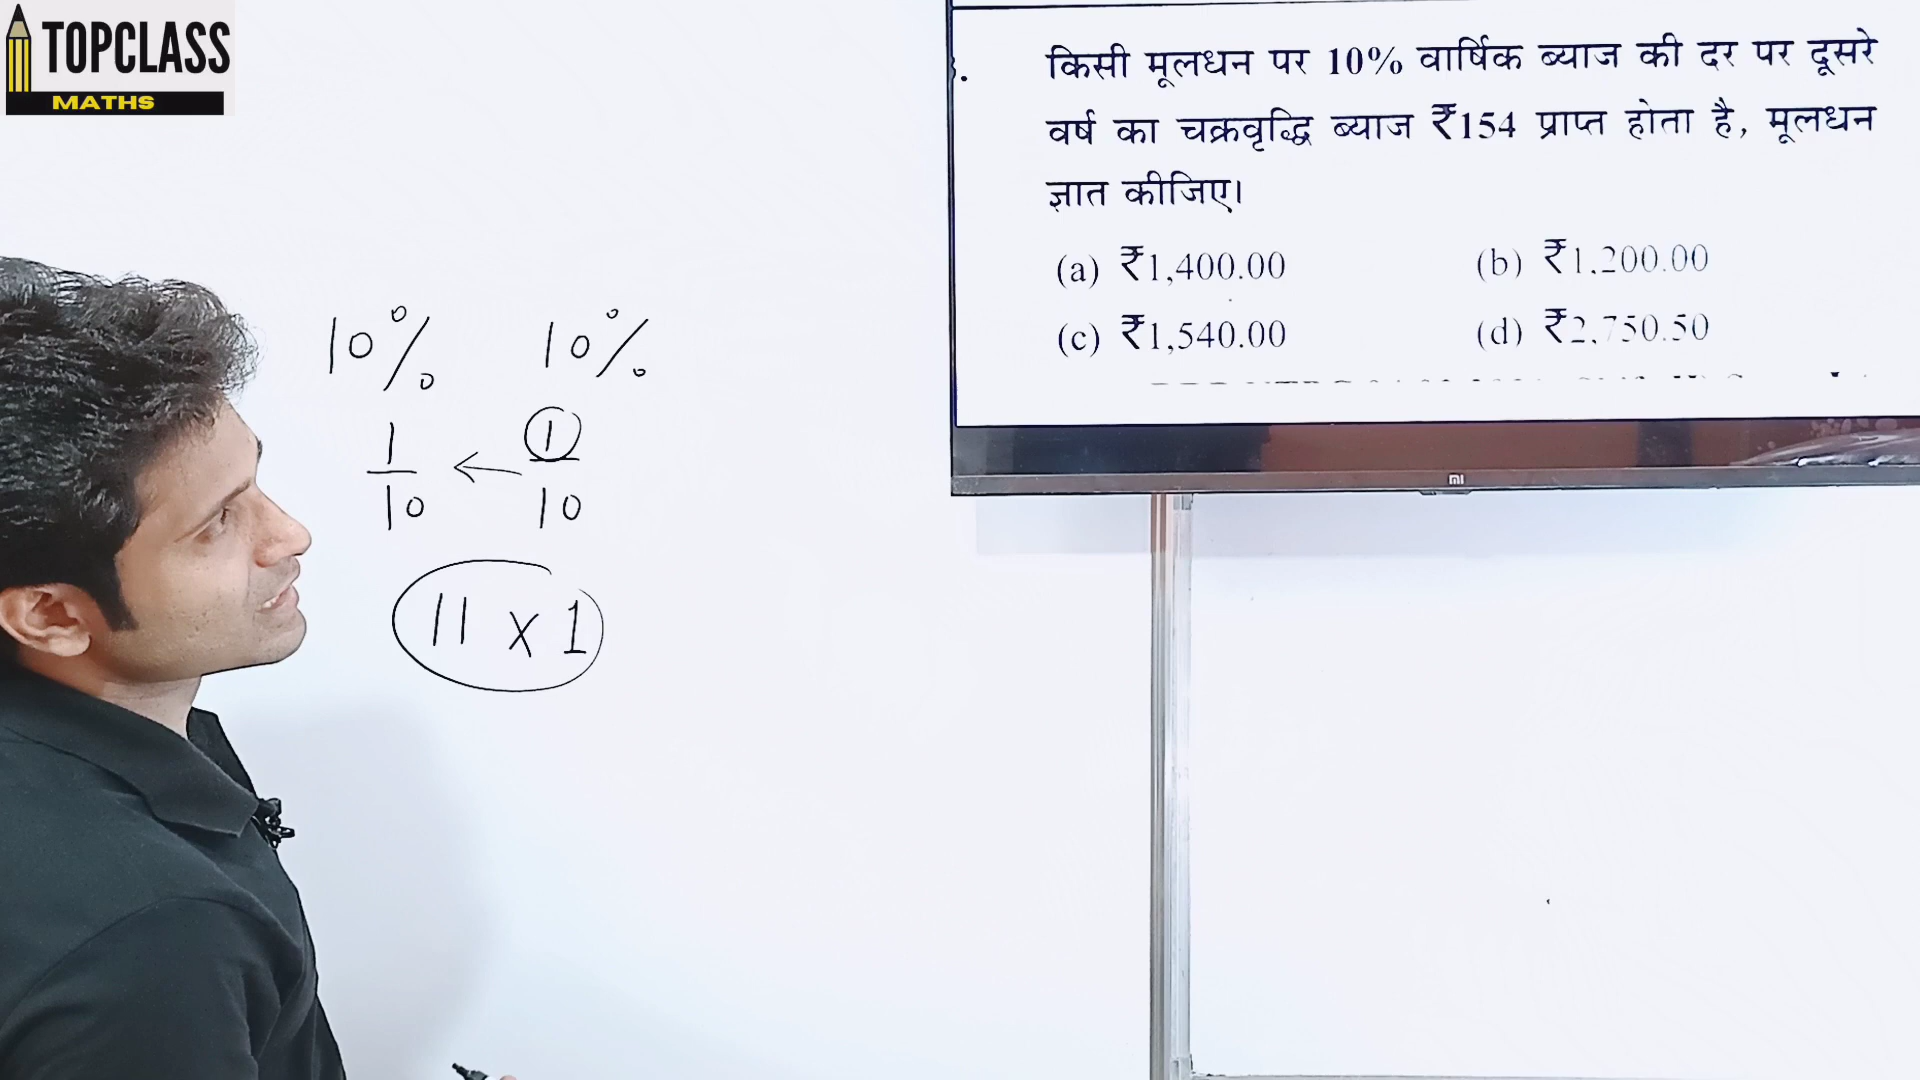 TOPCLASS
MATHS
किसी मूलधन पर 10% वार्षिक ब्याज की दर पर दूसरे
वर्ष का चक्रवृद्धि ब्याज ₹154 प्राप्त होता है, मूलधन
ज्ञात कीजिए।
(a) ₹1,400.00 (b) ₹1,200.00
(c) ₹1,540.00 (d) ₹2,750.50
mi
10% 10%
1/10 ← 1/10
11 x 1